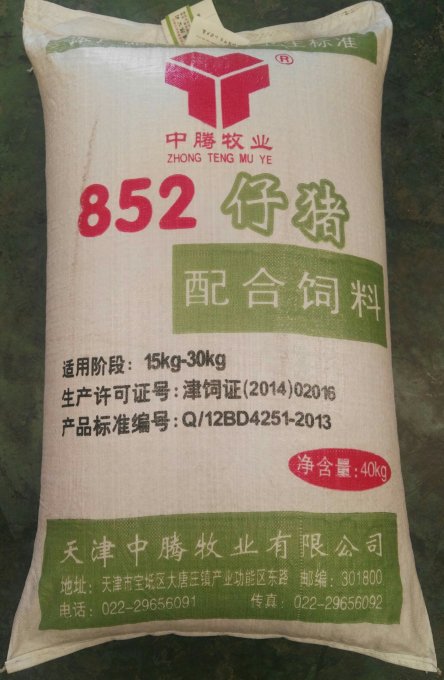 生标准
®
中腾牧业
ZHONG TENG MU YE
852 仔猪
配合饲料
适用阶段: 15kg-30kg
生产许可证号: 津饲证(2014)02016
产品标准编号: Q/12BD4251-2013
净含量: 40kg
天津中腾牧业有限公司
地址: 天津市宝坻区大唐庄镇产业功能区东路 邮编: 301800
电话: 022-29656091 传真: 022-29656092